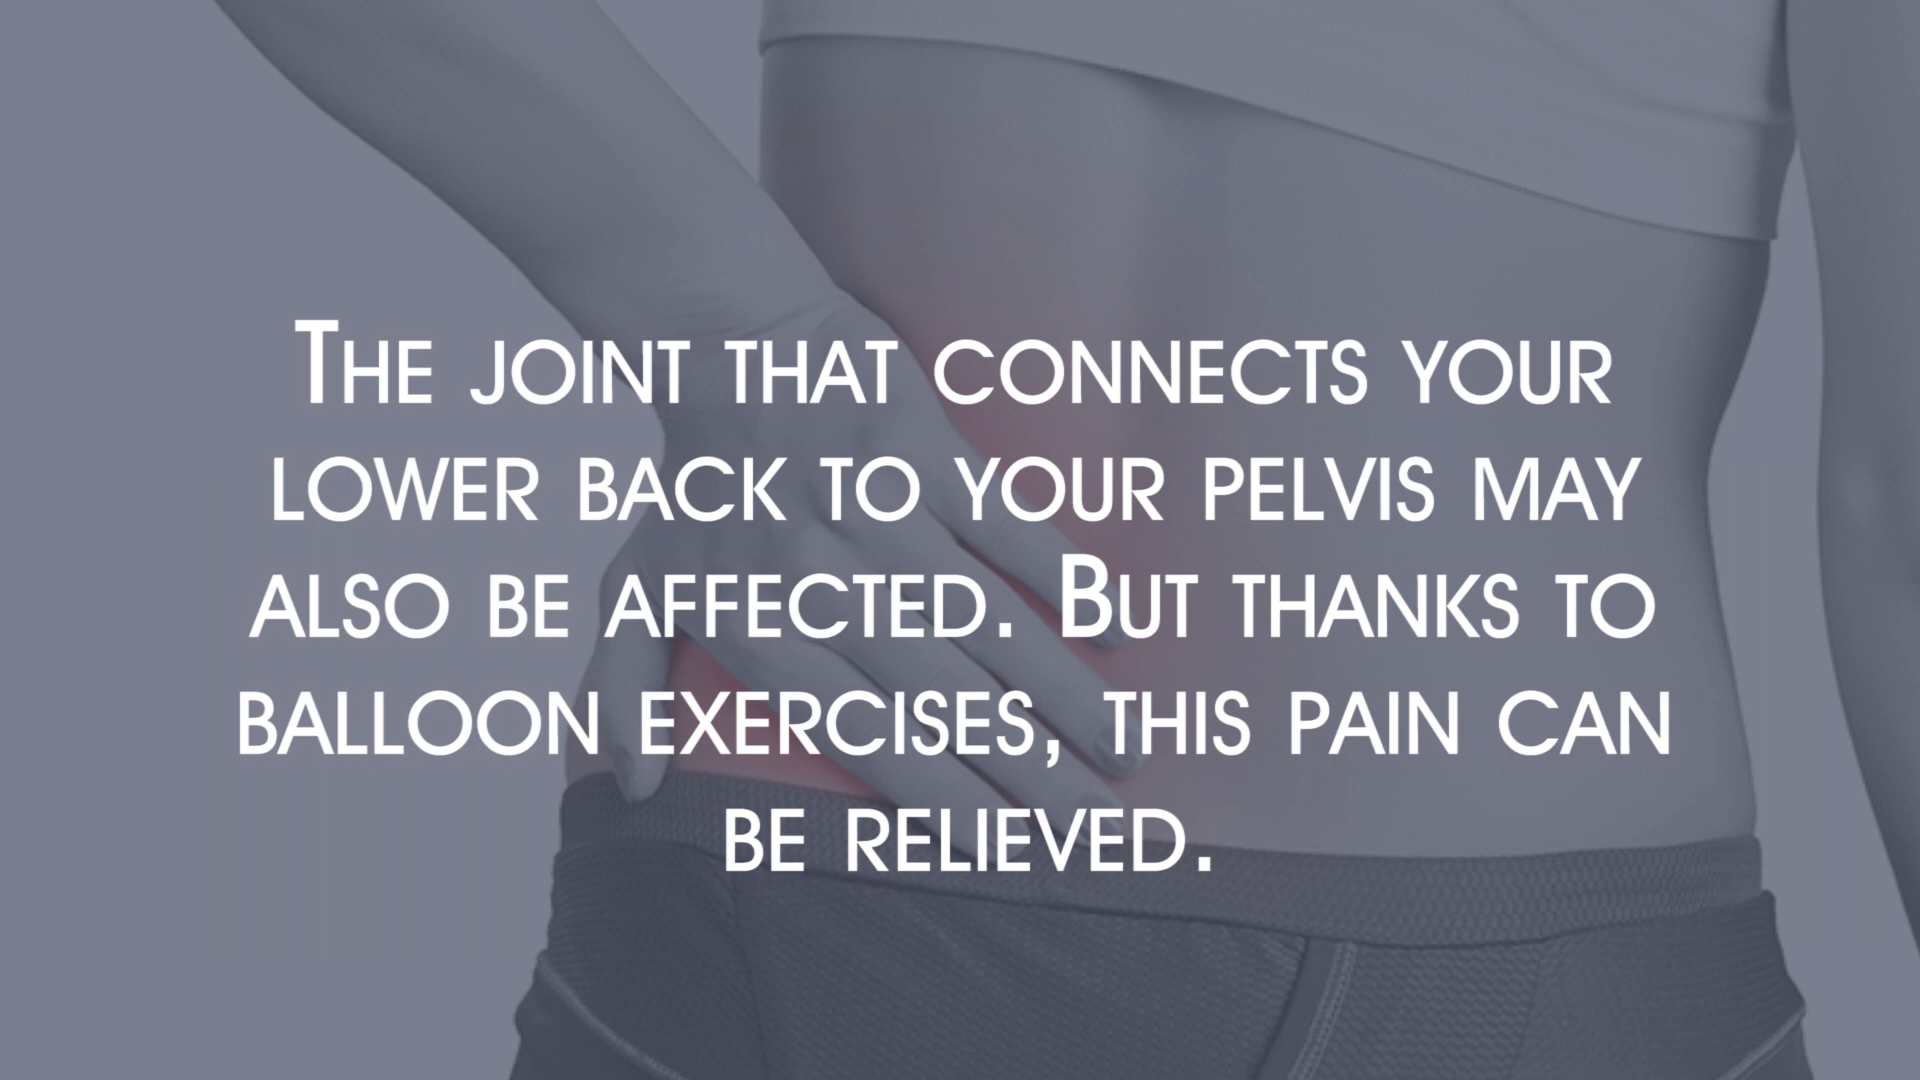 The joint that connects your
lower back to your pelvis may
also be affected. But thanks to
balloon exercises, this pain can
be relieved.